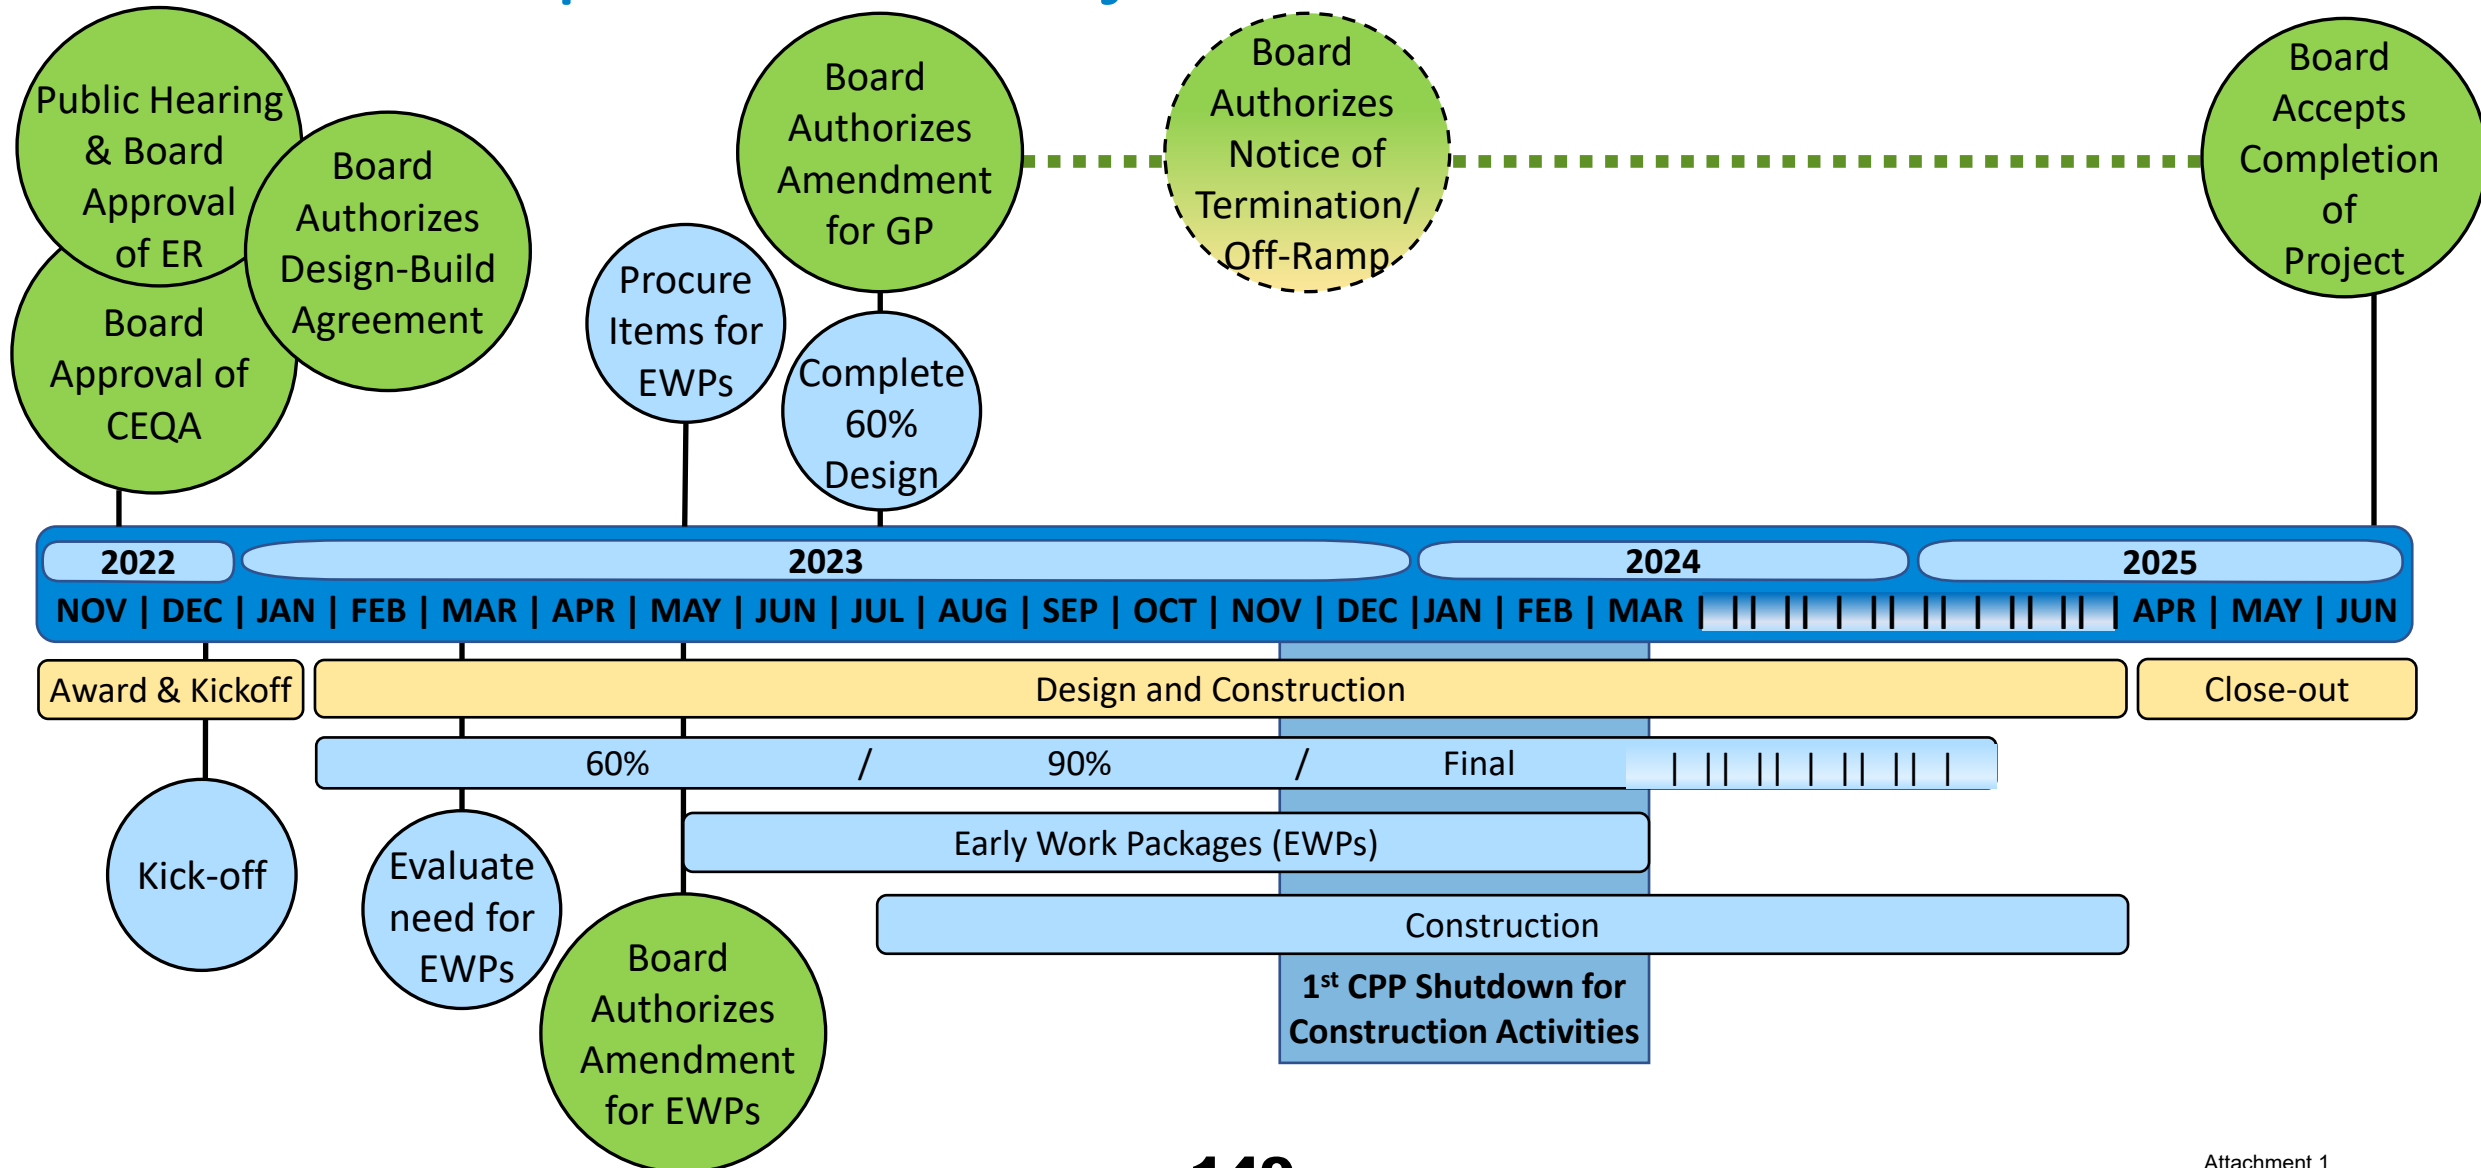 Public Hearing
& Board
Approval
of ER
Board
Approval of
CEQA
Board
Authorizes
Design-Build
Agreement
Procure
Items for
EWPs
Board
Authorizes
Amendment
for GP
Complete
60%
Design
Board
Authorizes
Notice of
Termination/
Off-Ramp
Board
Accepts
Completion
of
Project
2022 2023 2024 2025
NOV | DEC | JAN | FEB | MAR | APR | MAY | JUN | JUL | AUG | SEP | OCT | NOV | DEC | JAN | FEB | MAR | | | | | | | | | | | | | | | | | | APR | MAY | JUN
Award & Kickoff Design and Construction Close-out
60% / 90% / Final | | | | | | | | | | |
Early Work Packages (EWPs)
Construction
Kick-off
Evaluate
need for
EWPs
Board
Authorizes
Amendment
for EWPs
1st CPP Shutdown for
Construction Activities
Attachment 1